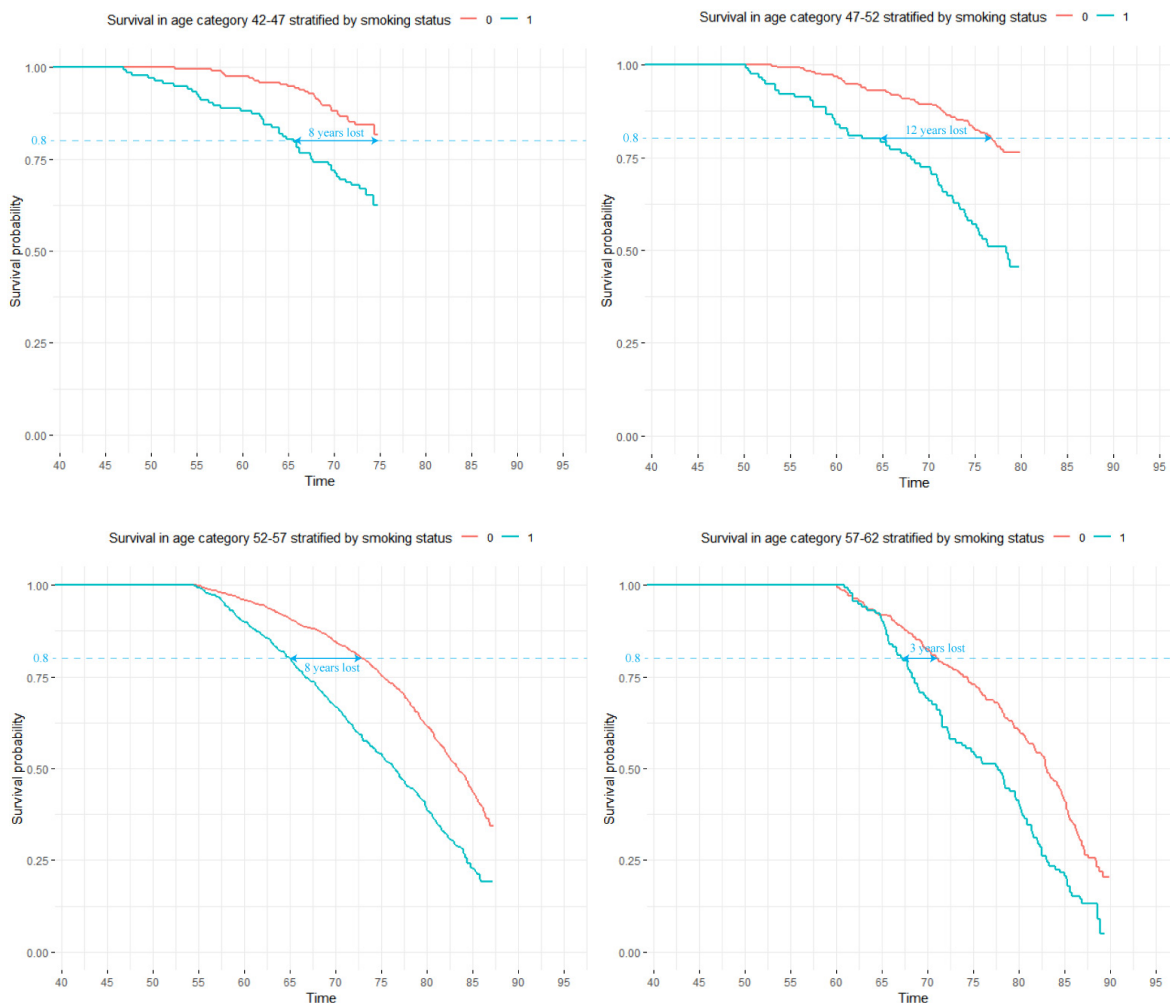 Survival in age category 42-47 stratified by smoking status 0 1
1.00
0.8
0.75
0.50
0.25
0.00
8 years lost
Survival probability
40 45 50 55 60 65 70 75 80 85 90 95
Time
Survival in age category 47-52 stratified by smoking status 0 1
1.00
0.8
0.75
0.50
0.25
0.00
12 years lost
Survival probability
40 45 50 55 60 65 70 75 80 85 90 95
Time
Survival in age category 52-57 stratified by smoking status 0 1
1.00
0.8
0.75
0.50
0.25
0.00
8 years lost
Survival probability
40 45 50 55 60 65 70 75 80 85 90 95
Time
Survival in age category 57-62 stratified by smoking status 0 1
1.00
0.8
0.75
0.50
0.25
0.00
3 years lost
Survival probability
40 45 50 55 60 65 70 75 80 85 90 95
Time